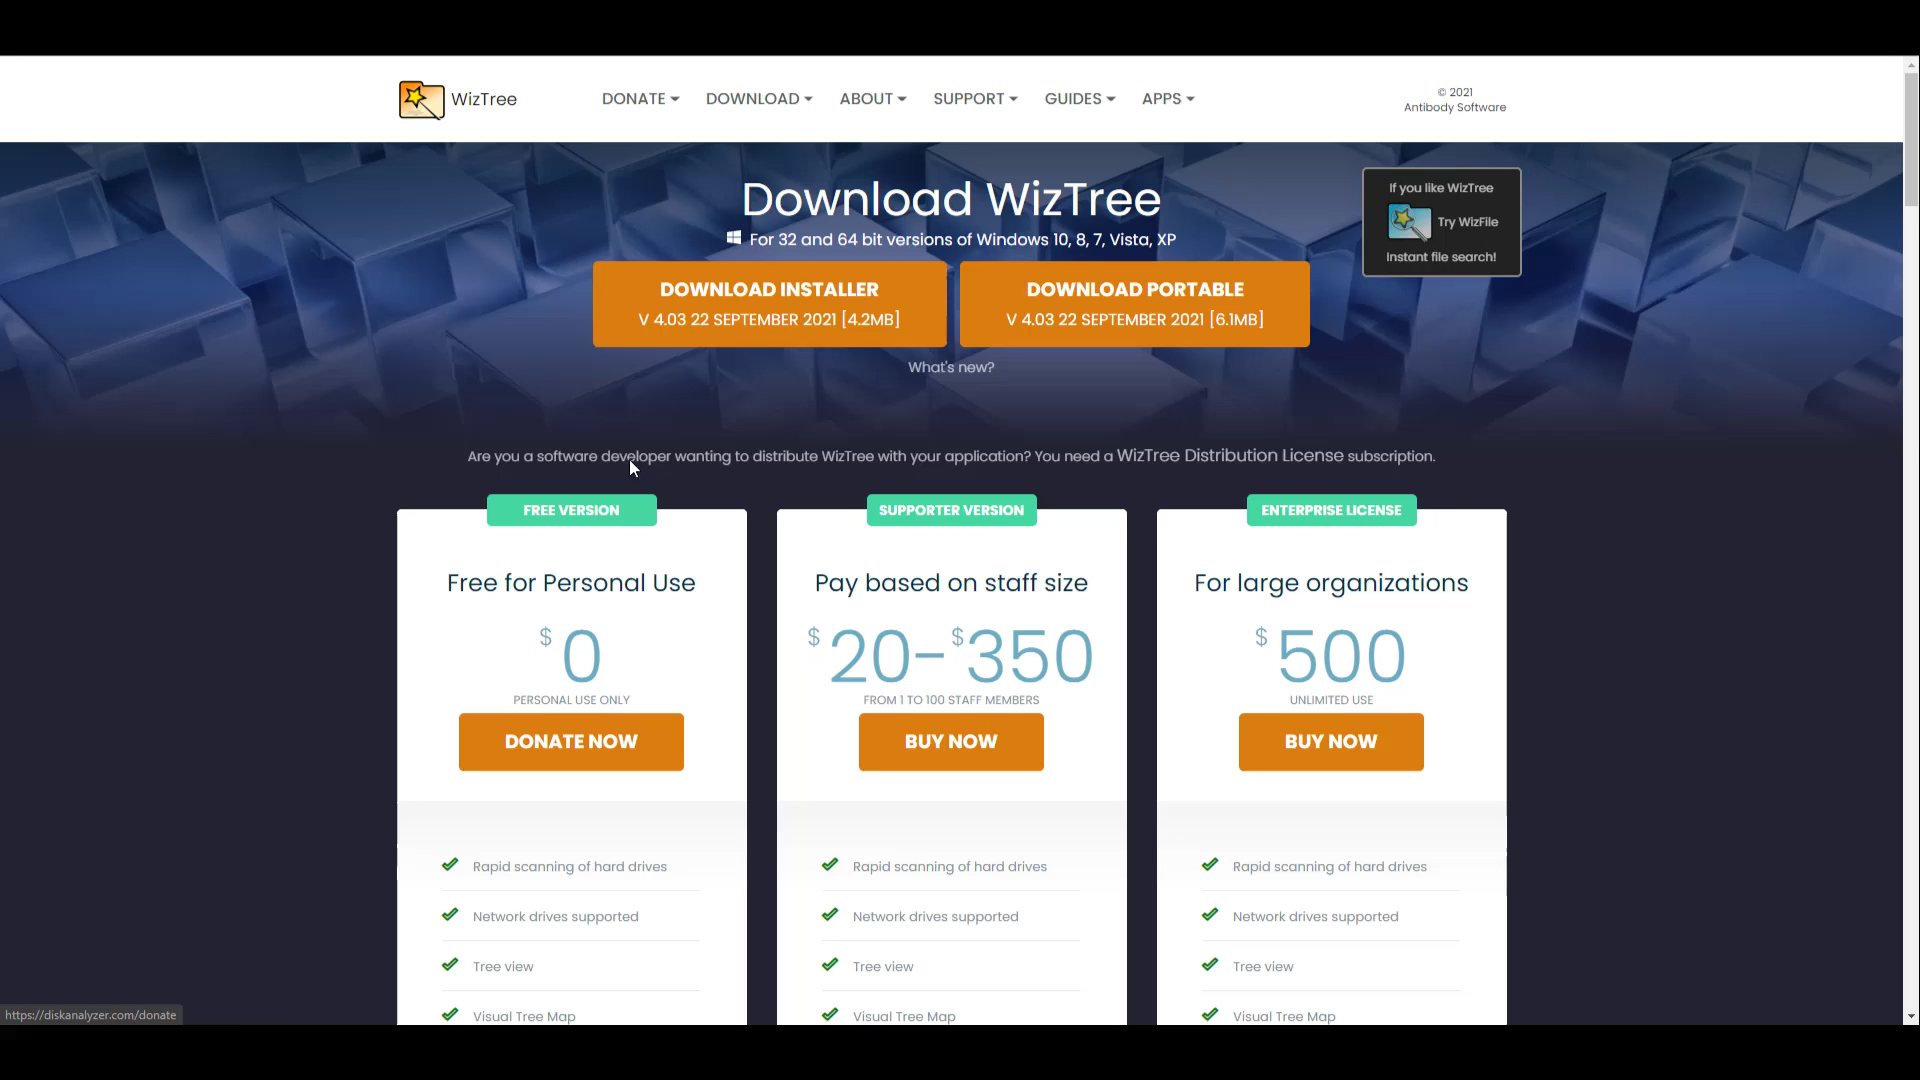 WizTree
DONATE
DOWNLOAD
ABOUT
SUPPORT
GUIDES
APPS
© 2021
Antibody Software
Download WizTree
For 32 and 64 bit versions of Windows 10, 8, 7, Vista, XP
If you like WizTree
Try WizFile
Instant file search!
DOWNLOAD INSTALLER
V 4.03 22 SEPTEMBER 2021 [4.2MB]
DOWNLOAD PORTABLE
V 4.03 22 SEPTEMBER 2021 [6.1MB]
What's new?
Are you a software developer wanting to distribute WizTree with your application? You need a WizTree Distribution License subscription.
FREE VERSION
Free for Personal Use
$0
PERSONAL USE ONLY
DONATE NOW
Rapid scanning of hard drives
Network drives supported
Tree view
Visual Tree Map
SUPPORTER VERSION
Pay based on staff size
$20-$350
FROM 1 TO 100 STAFF MEMBERS
BUY NOW
Rapid scanning of hard drives
Network drives supported
Tree view
Visual Tree Map
ENTERPRISE LICENSE
For large organizations
$500
UNLIMITED USE
BUY NOW
Rapid scanning of hard drives
Network drives supported
Tree view
Visual Tree Map
https://diskanalyzer.com/donate